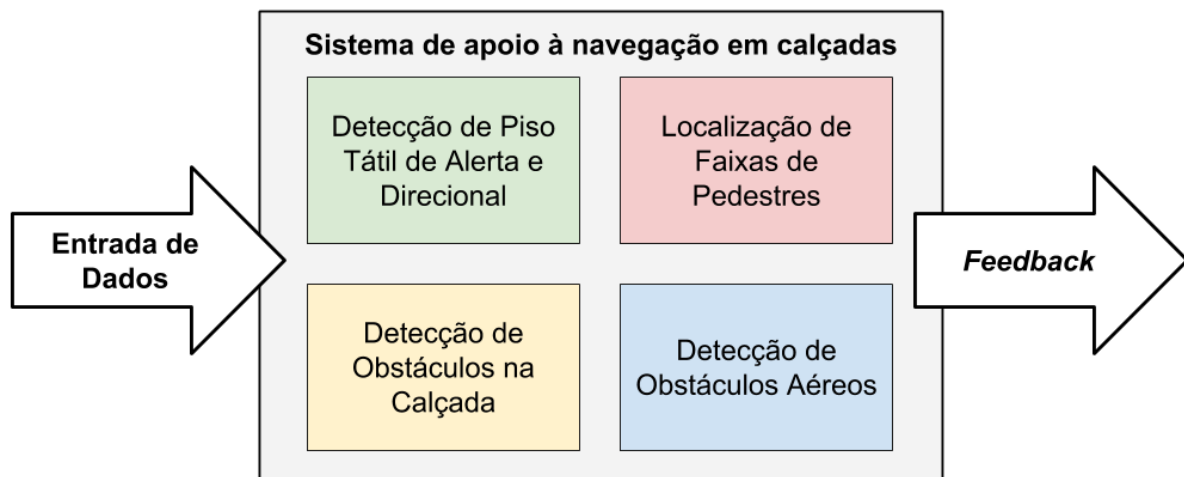 Sistema de apoio à navegação em calçadas
Entrada de
Dados
Detecção de Piso
Tátil de Alerta e
Direcional
Localização de
Faixas de
Pedestres
Detecção de
Obstáculos na
Calçada
Detecção de
Obstáculos Aéreos
Feedback